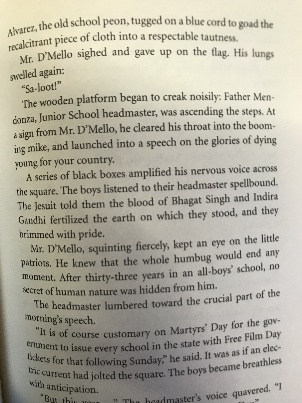 Alvarez, the old school peon, tugged on a blue cord to goad the
recalcitrant piece of cloth into a respectable tautness.
Mr. D'Mello sighed and gave up on the flag. His lungs
swelled again:
"Sa-loot!"
The wooden platform began to creak noisily: Father Men-
donza, Junior School headmaster, was ascending the steps. At
a sign from Mr. D'Mello, he cleared his throat into the boom-
ing mike, and launched into a speech on the glories of dying
young for your country.
A series of black boxes amplified his nervous voice across
the square. The boys listened to their headmaster spellbound.
The Jesuit told them the blood of Bhagat Singh and Indira
Gandhi fertilized the earth on which they stood, and they
brimmed with pride.
Mr. D'Mello, squinting fiercely, kept an eye on the little
patriots. He knew that the whole humbug would end any
moment. After thirty-three years in an all-boys' school, no
secret of human nature was hidden from him.
The headmaster lumbered toward the crucial part of the
morning's speech.
"It is of course customary on Martyrs' Day for the gov-
ernment to issue every school in the state with Free Film Day
tickets for that following Sunday," he said. It was as if an elec-
tric current had jolted the square. The boys became breathless
with anticipation.
"But this The headmaster's voice quavered. "I